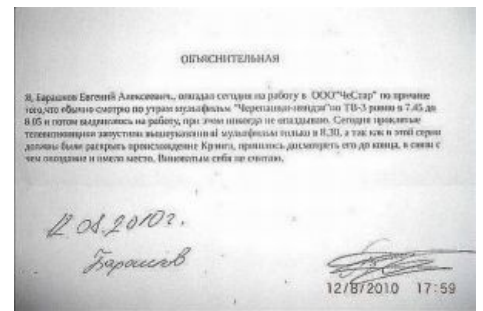 ОБЪЯСНИТЕЛЬНАЯ
Я, Барашков Евгений Алексеевич, опоздал сегодня на работу в ООО"ЧеСтар" по причине
того,что обычно смотрю по утрам мультфильм "Черепашки-ниндзя"по ТВ-3 ровно в 7.45 до
8.05 и потом выдвигаюсь на работу, при этом никогда не опаздываю. Сегодня проклятые
телевизионщики запустили вышеуказанный мультфильм только в 8.30, а так как в этой серии
должны были раскрыть происхождение Крэнга, пришлось досмотреть его до конца, в связи с
чем опоздание и имело место. Виноватым себя не считаю.
12.08.2010г.
Барашков
12/8/2010 17:59